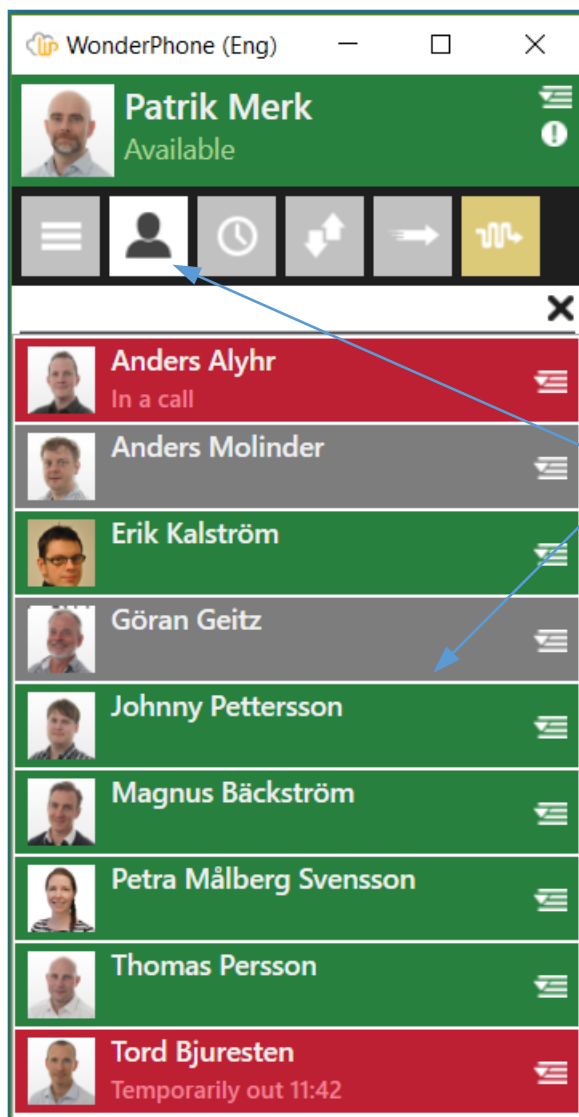 WonderPhone (Eng)
Patrik Merk
Available
Anders Alyhr
In a call
Anders Molinder
Erik Kalström
Göran Geitz
Johnny Pettersson
Magnus Bäckström
Petra Målberg Svensson
Thomas Persson
Tord Bjuresten
Temporarily out 11:42